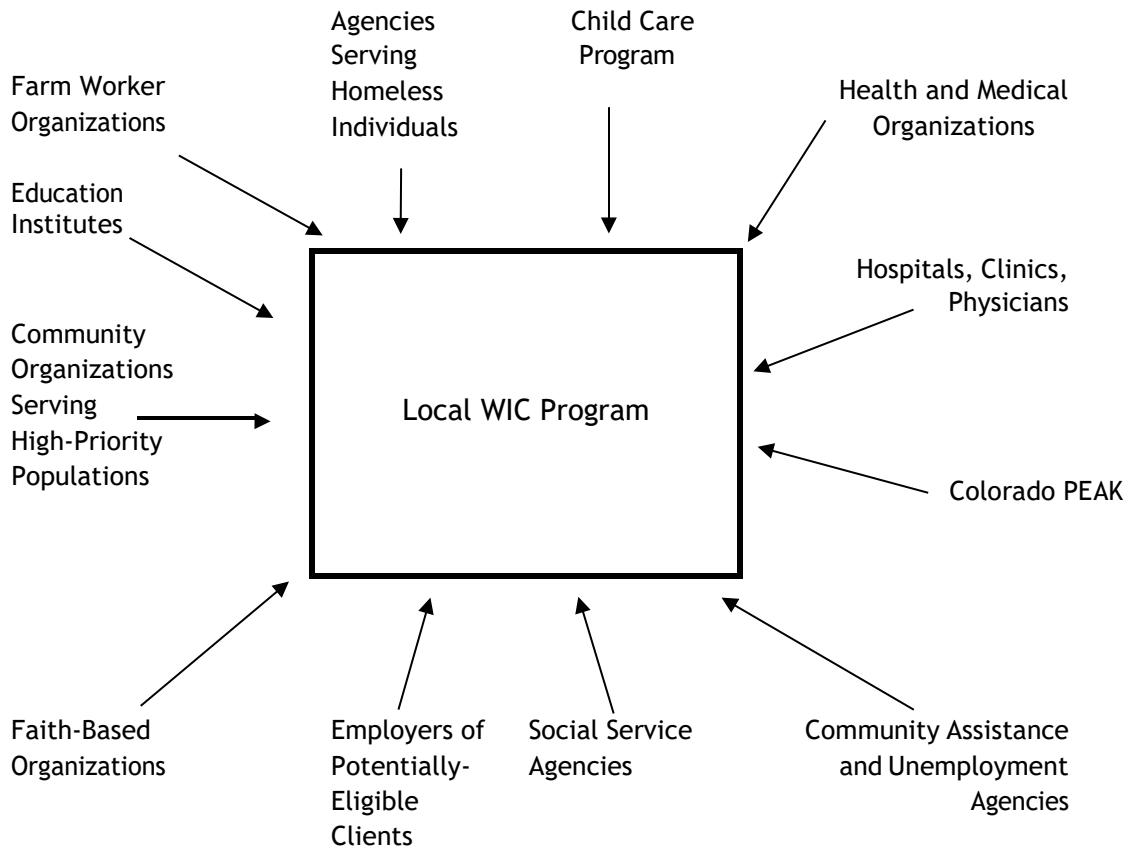 Agencies
Serving
Homeless
Individuals
Child Care
Program
Farm Worker
Organizations
Health and Medical
Organizations
Education
Institutes
Hospitals, Clinics,
Physicians
Community
Organizations
Serving
High-Priority
Populations
Local WIC Program
Colorado PEAK
Faith-Based
Organizations
Employers of
Potentially-
Eligible
Clients
Social Service
Agencies
Community Assistance
and Unemployment
Agencies